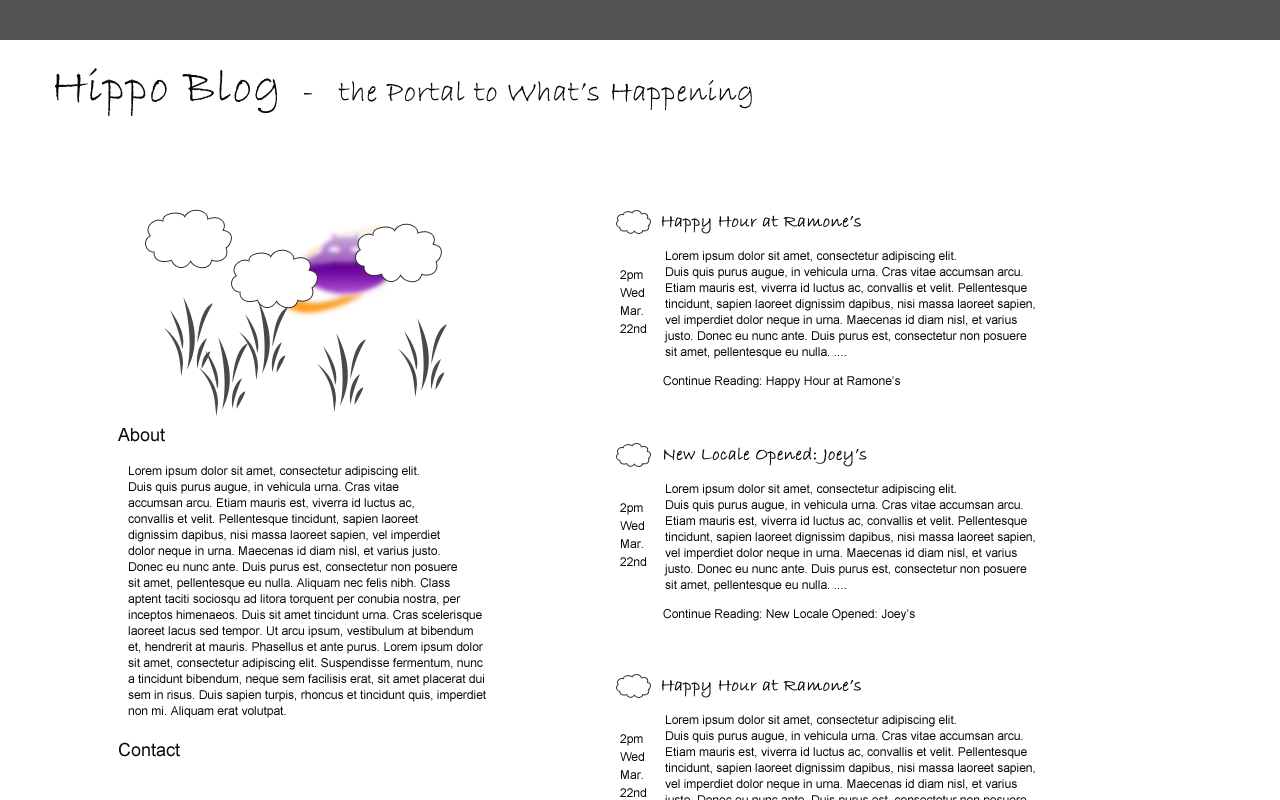 Hippo Blog - the Portal to What's Happening
About
Lorem ipsum dolor sit amet, consectetur adipiscing elit.
Duis quis purus augue, in vehicula urna. Cras vitae
accumsan arcu. Etiam mauris est, viverra id luctus ac,
convallis et velit. Pellentesque tincidunt, sapien laoreet
dignissim dapibus, nisi massa laoreet sapien, vel imperdiet
dolor neque in urna. Maecenas id diam nisl, et varius justo.
Donec eu nunc ante. Duis purus est, consectetur non posuere
sit amet, pellentesque eu nulla. Aliquam nec felis nibh. Class
aptent taciti sociosqu ad litora torquent per conubia nostra, per
inceptos himenaeos. Duis sit amet tincidunt urna. Cras scelerisque
laoreet lacus sed tempor. Ut arcu ipsum, vestibulum at bibendum
et, hendrerit at mauris. Phasellus et ante purus. Lorem ipsum dolor
sit amet, consectetur adipiscing elit. Suspendisse fermentum, nunc
a tincidunt bibendum, neque sem facilisis erat, sit amet placerat dui
sem in risus. Duis sapien turpis, rhoncus et tincidunt quis, imperdiet
non mi. Aliquam erat volutpat.
Contact
Happy Hour at Ramone's
2pm
Wed
Mar.
22nd
Lorem ipsum dolor sit amet, consectetur adipiscing elit.
Duis quis purus augue, in vehicula urna. Cras vitae accumsan arcu.
Etiam mauris est, viverra id luctus ac, convallis et velit. Pellentesque
tincidunt, sapien laoreet dignissim dapibus, nisi massa laoreet sapien,
vel imperdiet dolor neque in urna. Maecenas id diam nisl, et varius
justo. Donec eu nunc ante. Duis purus est, consectetur non posuere
sit amet, pellentesque eu nulla. ....
Continue Reading: Happy Hour at Ramone's
New Locale Opened: Joey's
2pm
Wed
Mar.
22nd
Lorem ipsum dolor sit amet, consectetur adipiscing elit.
Duis quis purus augue, in vehicula urna. Cras vitae accumsan arcu.
Etiam mauris est, viverra id luctus ac, convallis et velit. Pellentesque
tincidunt, sapien laoreet dignissim dapibus, nisi massa laoreet sapien,
vel imperdiet dolor neque in urna. Maecenas id diam nisl, et varius
justo. Donec eu nunc ante. Duis purus est, consectetur non posuere
sit amet, pellentesque eu nulla. ....
Continue Reading: New Locale Opened: Joey's
Happy Hour at Ramone's
2pm
Wed
Mar.
22nd
Lorem ipsum dolor sit amet, consectetur adipiscing elit.
Duis quis purus augue, in vehicula urna. Cras vitae accumsan arcu.
Etiam mauris est, viverra id luctus ac, convallis et velit. Pellentesque
tincidunt, sapien laoreet dignissim dapibus, nisi massa laoreet sapien,
vel imperdiet dolor neque in urna. Maecenas id diam nisl, et varius
justo. Donec eu nunc ante. Duis purus est, consectetur non posuere